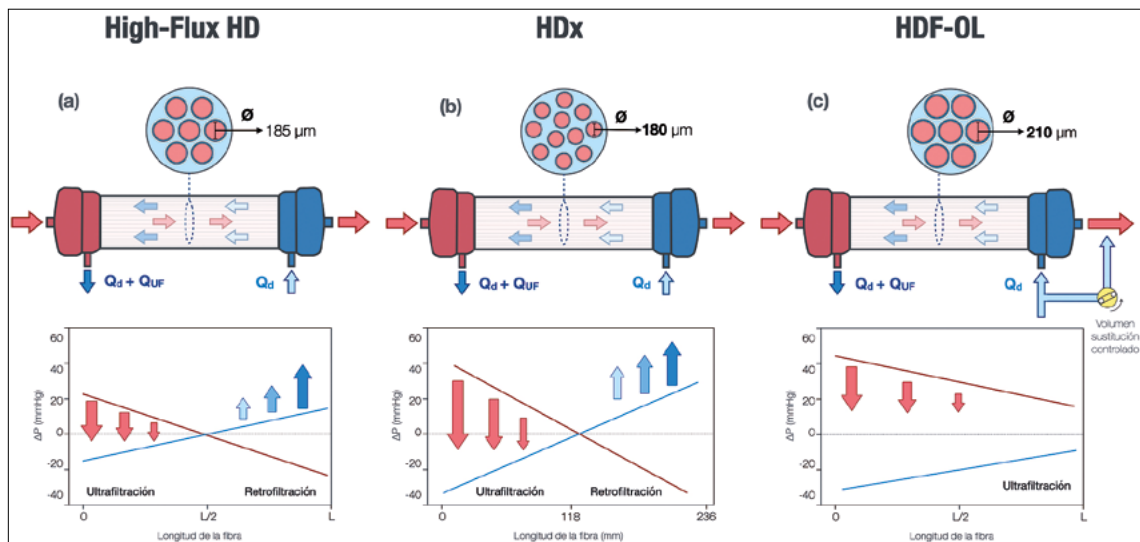 High-Flux HD
HDx
HDF-OL
(a)
Ø
185 µm
(b)
Ø
180 µm
(c)
Ø
210 µm
Qd + QUF
Qd
Qd + QUF
Qd
Qd + QUF
Qd
Volumen
sustitución
controlado
60
40
20
0
-20
-40
ΔP (mmHg)
Ultrafiltración
Retrofiltración
0
L/2
L
Longitud de la fibra
60
40
20
0
-20
-40
ΔP (mmHg)
Ultrafiltración
Retrofiltración
0
118
236
Longitud de la fibra (mm)
60
40
20
0
-20
-40
ΔP (mmHg)
Ultrafiltración
0
L/2
L
Longitud de la fibra